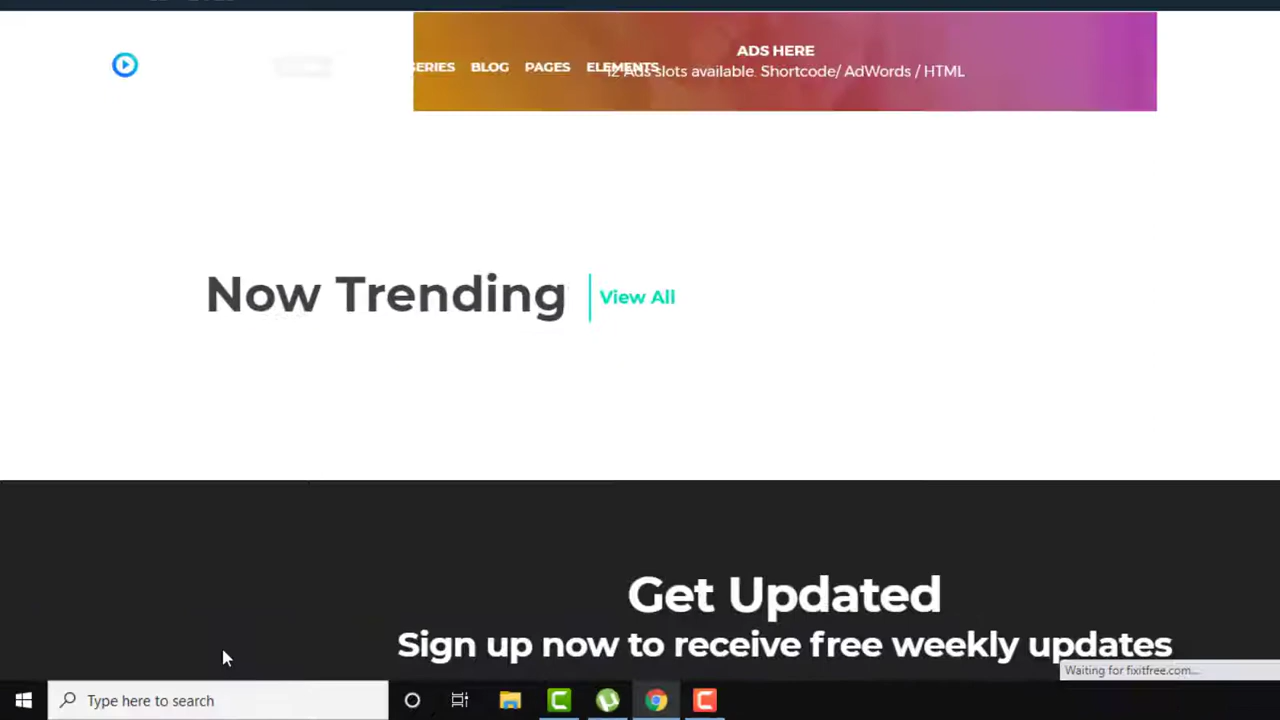 ADS HERE
SERIES BLOG PAGES ELEMENTS
12 Ads slots available. Shortcode/ AdWords / HTML
Now Trending
View All
Get Updated
Sign up now to receive free weekly updates
Waiting for fixitfree.com...
Type here to search